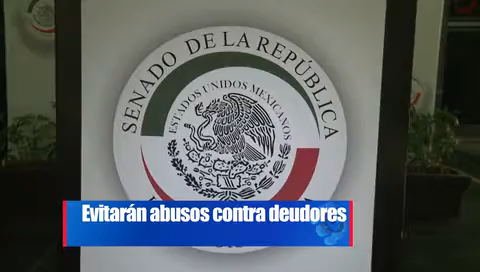 SENADO DE LA REPÚBLICA
ESTADOS UNIDOS MEXICANOS
Evitarán abusos contra deudores